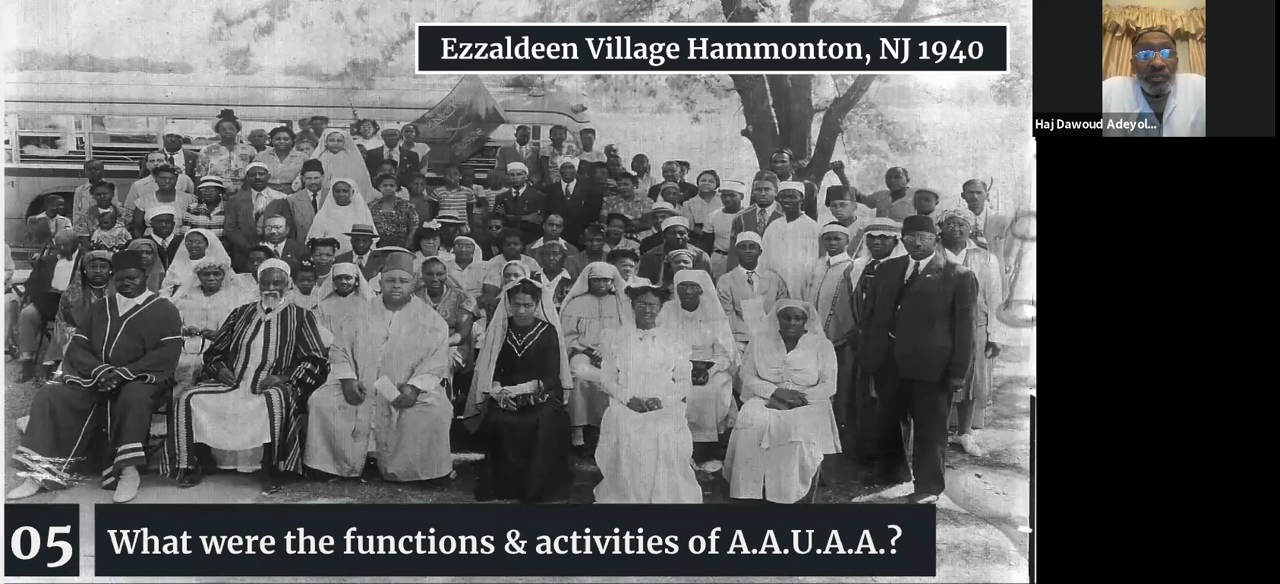 Ezzaldeen Village Hammonton, NJ 1940
Haj Dawoud Adeyol...
05
What were the functions & activities of A.A.U.A.A.?